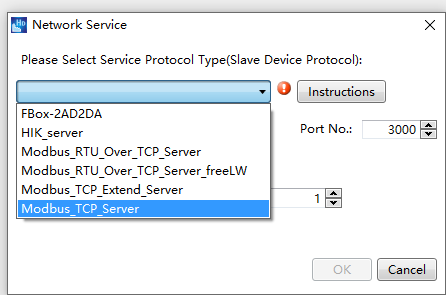 Network Service
Please Select Service Protocol Type(Slave Device Protocol):
Instructions
FBox-2AD2DA
HIK_server
Modbus_RTU_Over_TCP_Server
Modbus_RTU_Over_TCP_Server_freeLW
Modbus_TCP_Extend_Server
Modbus_TCP_Server
Port No.: 3000
1
OK Cancel